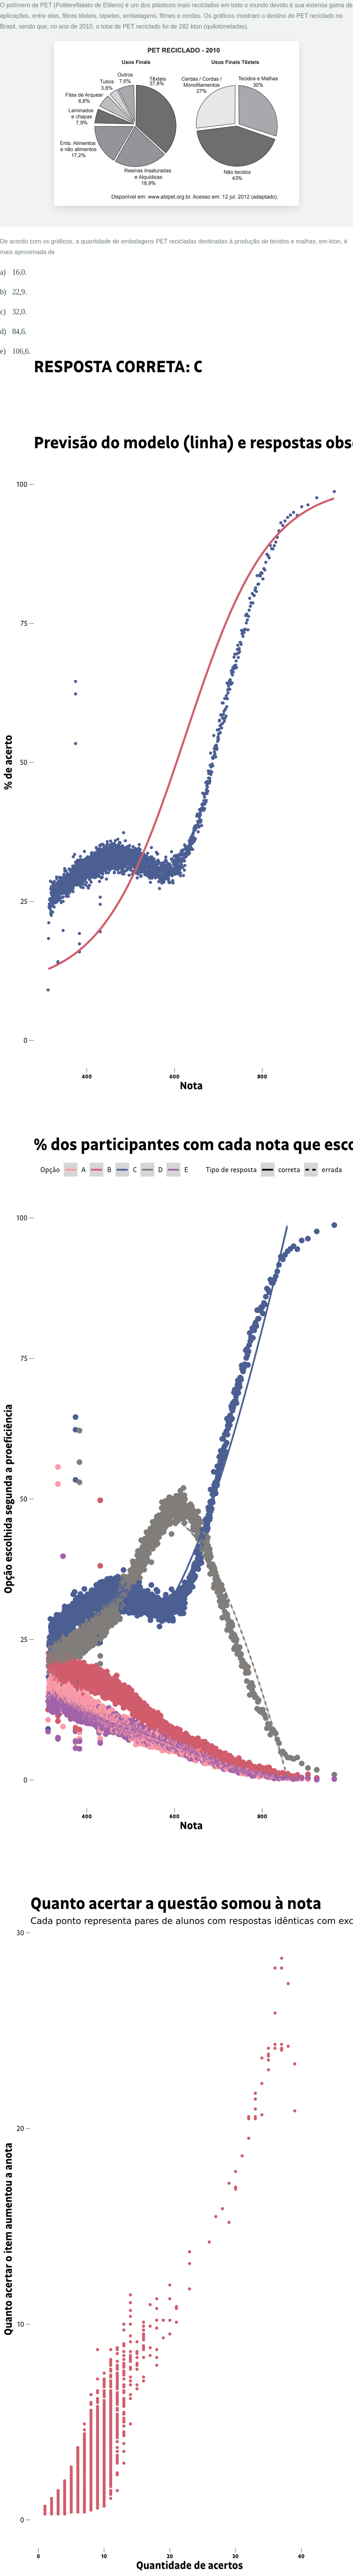 O polímero de PET (Politereftalato de Etileno) é um dos plásticos mais reciclados em todo o mundo devido à sua extensa gama de
aplicações, entre elas, fibras têxteis, tapetes, embalagens, filmes e cordas. Os gráficos mostram o destino do PET reciclado no
Brasil, sendo que, no ano de 2010, o total de PET reciclado foi de 282 kton (quilotoneladas).
PET RECICLADO - 2010
Usos Finais
Usos Finais Têxteis
Outros
7,6%
Tubos
3,8%
Fitas de Arquear
6,8%
Laminados
e chapas
7,9%
Emb. Alimentos
e não alimentos
17,2%
Resinas Insaturadas
e Alquídicas
18,9%
Têxteis
37,8%
Cerdas / Cordas /
Monofilamentos
27%
Tecidos e Malhas
30%
Não tecidos
43%
Disponível em: www.abipet.org.br. Acesso em: 12 jul. 2012 (adaptado).
De acordo com os gráficos, a quantidade de embalagens PET recicladas destinadas à produção de tecidos e malhas, em kton, é
mais aproximada de
a) 16,0.
b) 22,9.
c) 32,0.
d) 84,6.
e) 106,6.
RESPOSTA CORRETA: C
Previsão do modelo (linha) e respostas obs
% de acerto
100
75
50
25
0
400
600
800
Nota
% dos participantes com cada nota que esco
Opção A B C D E Tipo de resposta correta errada
Opção escolhida segunda a proeficiência
100
75
50
25
0
400
600
800
Nota
Quanto acertar a questão somou à nota
Cada ponto representa pares de alunos com respostas idênticas com exc
Quanto acertar o item aumentou a anota
30
20
10
0
0
10
20
30
40
Quantidade de acertos